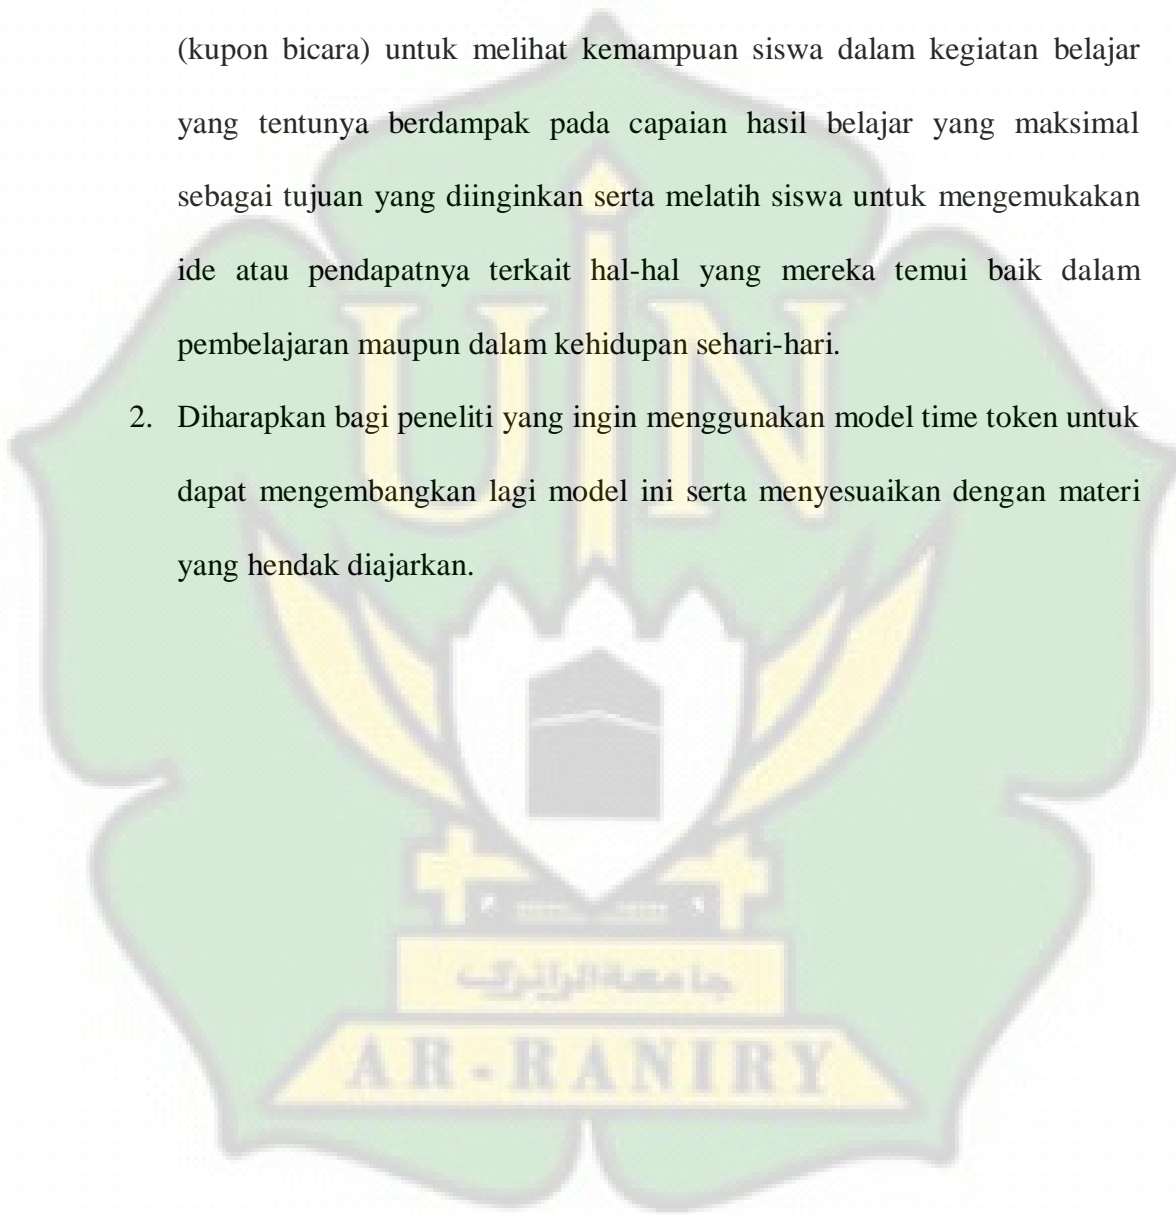 (kupon bicara) untuk melihat kemampuan siswa dalam kegiatan belajar
yang tentunya berdampak pada capaian hasil belajar yang maksimal
sebagai tujuan yang diinginkan serta melatih siswa untuk mengemukakan
ide atau pendapatnya terkait hal-hal yang mereka temui baik dalam
pembelajaran maupun dalam kehidupan sehari-hari.
2. Diharapkan bagi peneliti yang ingin menggunakan model time token untuk
dapat mengembangkan lagi model ini serta menyesuaikan dengan materi
yang hendak diajarkan.
UIN
جامعة الرانري
AR-RANIRY